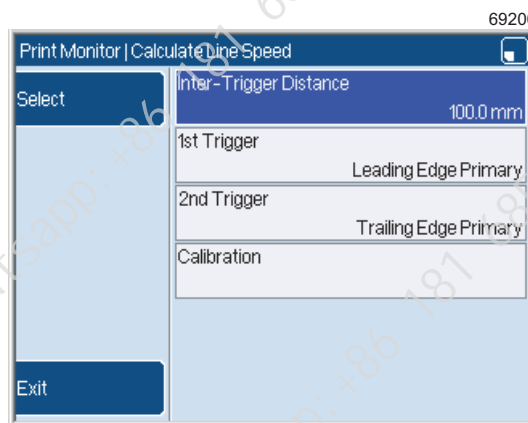 6920
Print Monitor | Calculate Line Speed
Select
Inter-Trigger Distance
100.0 mm
1st Trigger
Leading Edge Primary
2nd Trigger
Trailing Edge Primary
Calibration
Exit